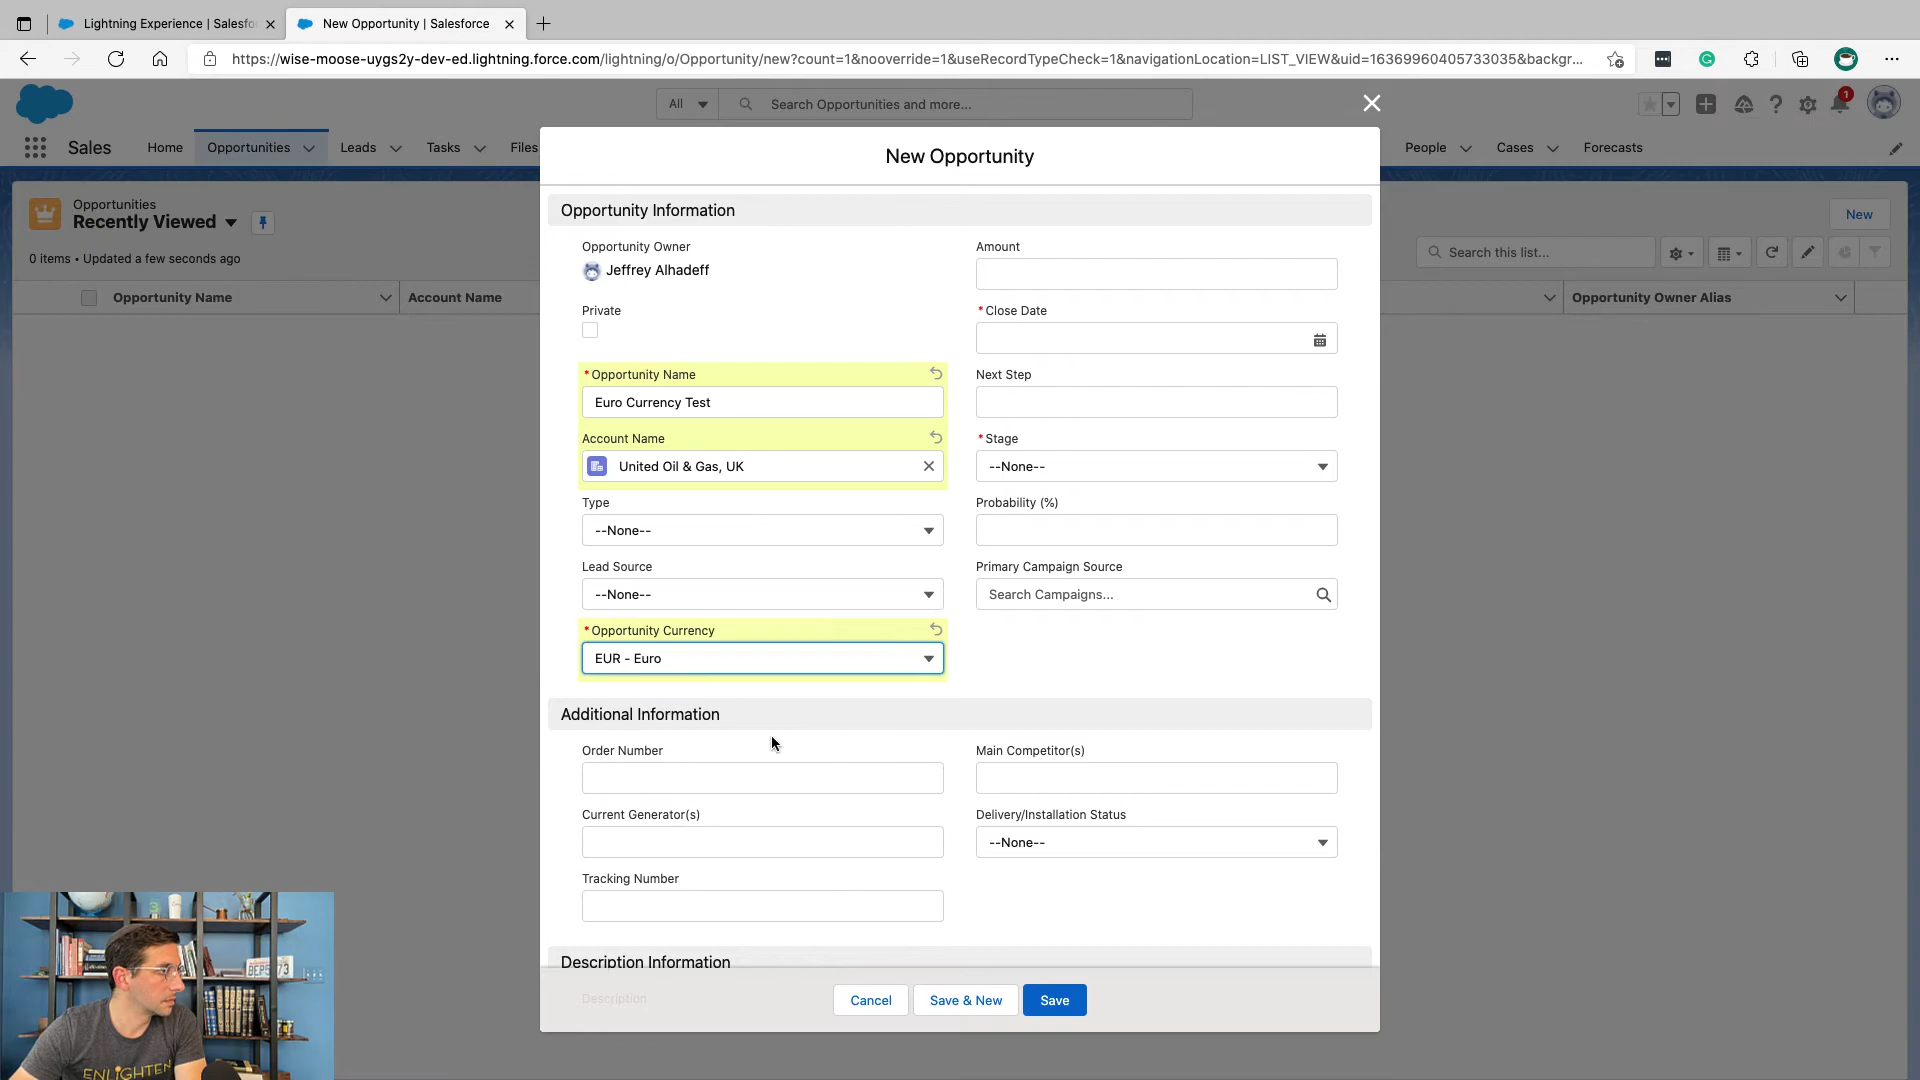 Lightning Experience | Salesfo
New Opportunity | Salesforce
https://wise-moose-uygs2y-dev-ed.lightning.force.com/lightning/o/Opportunity/new?count=1&nooverride=1&useRecordTypeCheck=1&navigationLocation=LIST_VIEW&uid=16369960405733035&backgr...
All
Search Opportunities and more...
1
Sales
Home
Opportunities
Leads
Tasks
Files
People
Cases
Forecasts
Opportunities
Recently Viewed
New
0 items • Updated a few seconds ago
Search this list...
Opportunity Name
Account Name
Opportunity Owner Alias
New Opportunity
Opportunity Information
Opportunity Owner
Jeffrey Alhadeff
Amount
Private
*Close Date
*Opportunity Name
Euro Currency Test
Next Step
Account Name
United Oil & Gas, UK
*Stage
--None--
Type
--None--
Probability (%)
Lead Source
--None--
Primary Campaign Source
Search Campaigns...
*Opportunity Currency
EUR - Euro
Additional Information
Order Number
Main Competitor(s)
Current Generator(s)
Delivery/Installation Status
--None--
Tracking Number
Description Information
Description
Cancel
Save & New
Save
ENLIGHTEN